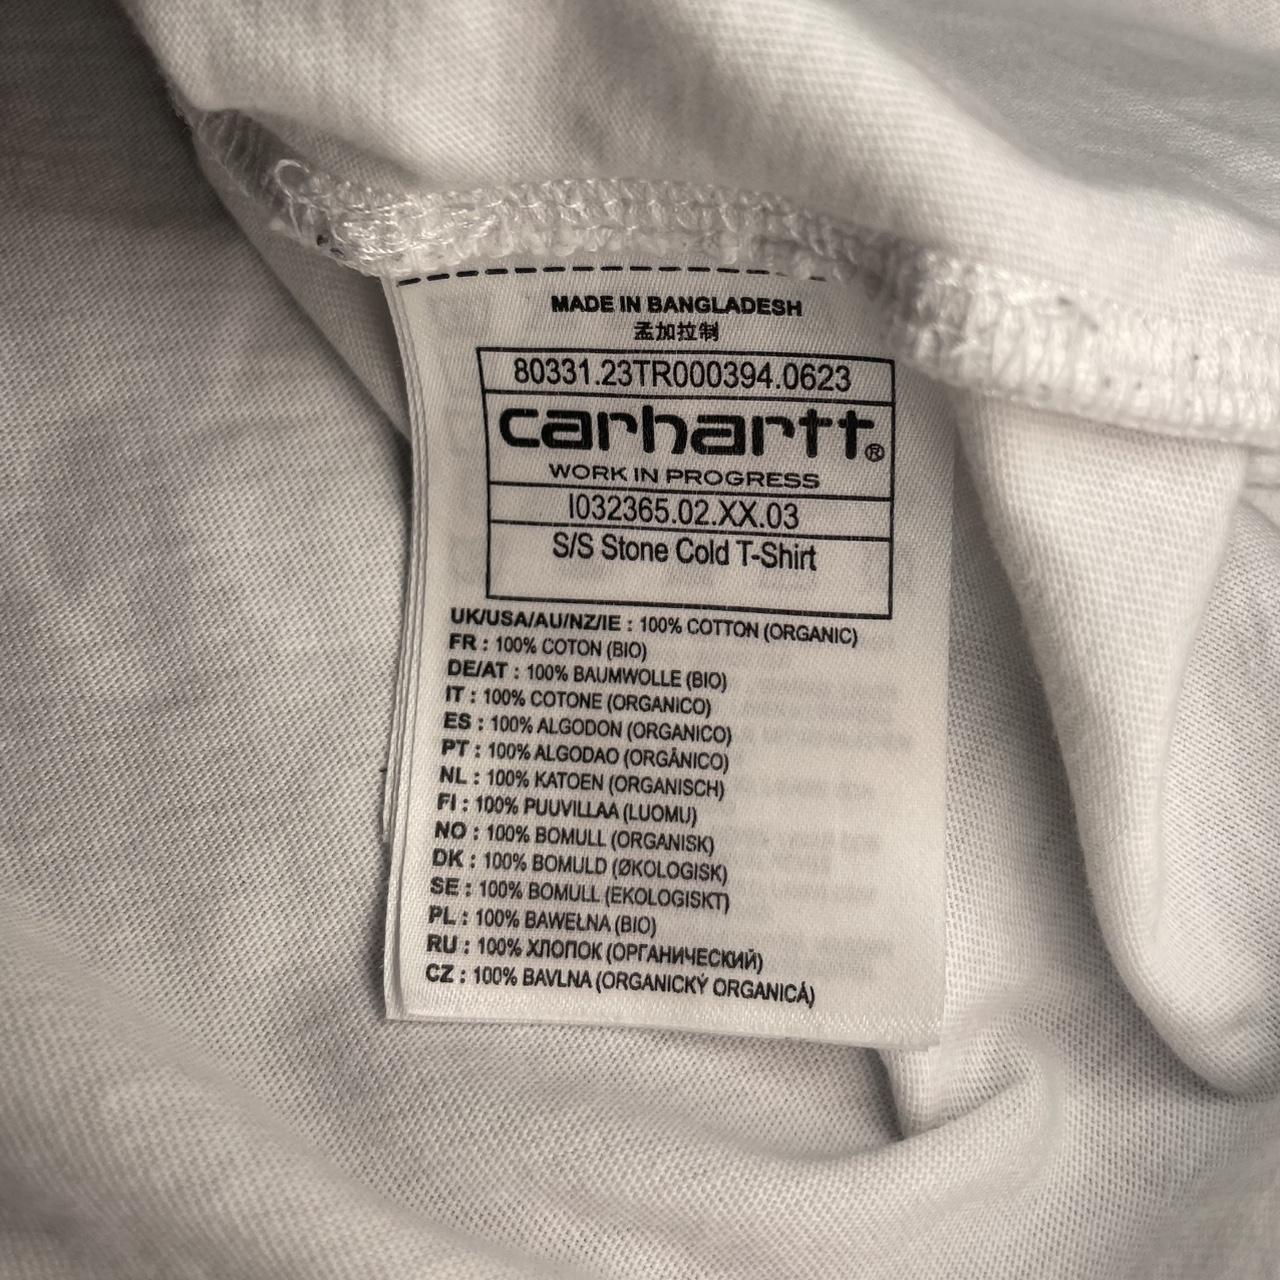 MADE IN BANGLADESH
孟加拉制
80331.23TR000394.0623
carhartt®
WORK IN PROGRESS
I032365.02.XX.03
S/S Stone Cold T-Shirt
UK/USA/AU/NZ/IE : 100% COTTON (ORGANIC)
FR : 100% COTON (BIO)
DE/AT : 100% BAUMWOLLE (BIO)
IT : 100% COTONE (ORGANICO)
ES : 100% ALGODON (ORGANICO)
PT : 100% ALGODAO (ORGÂNICO)
NL : 100% KATOEN (ORGANISCH)
FI : 100% PUUVILLAA (LUOMU)
NO : 100% BOMULL (ORGANISK)
DK : 100% BOMULD (ØKOLOGISK)
SE : 100% BOMULL (EKOLOGISKT)
PL : 100% BAWEŁNA (BIO)
RU : 100% ХЛОПОК (ОРГАНИЧЕСКИЙ)
CZ : 100% BAVLNA (ORGANICKÝ ORGANICÁ)